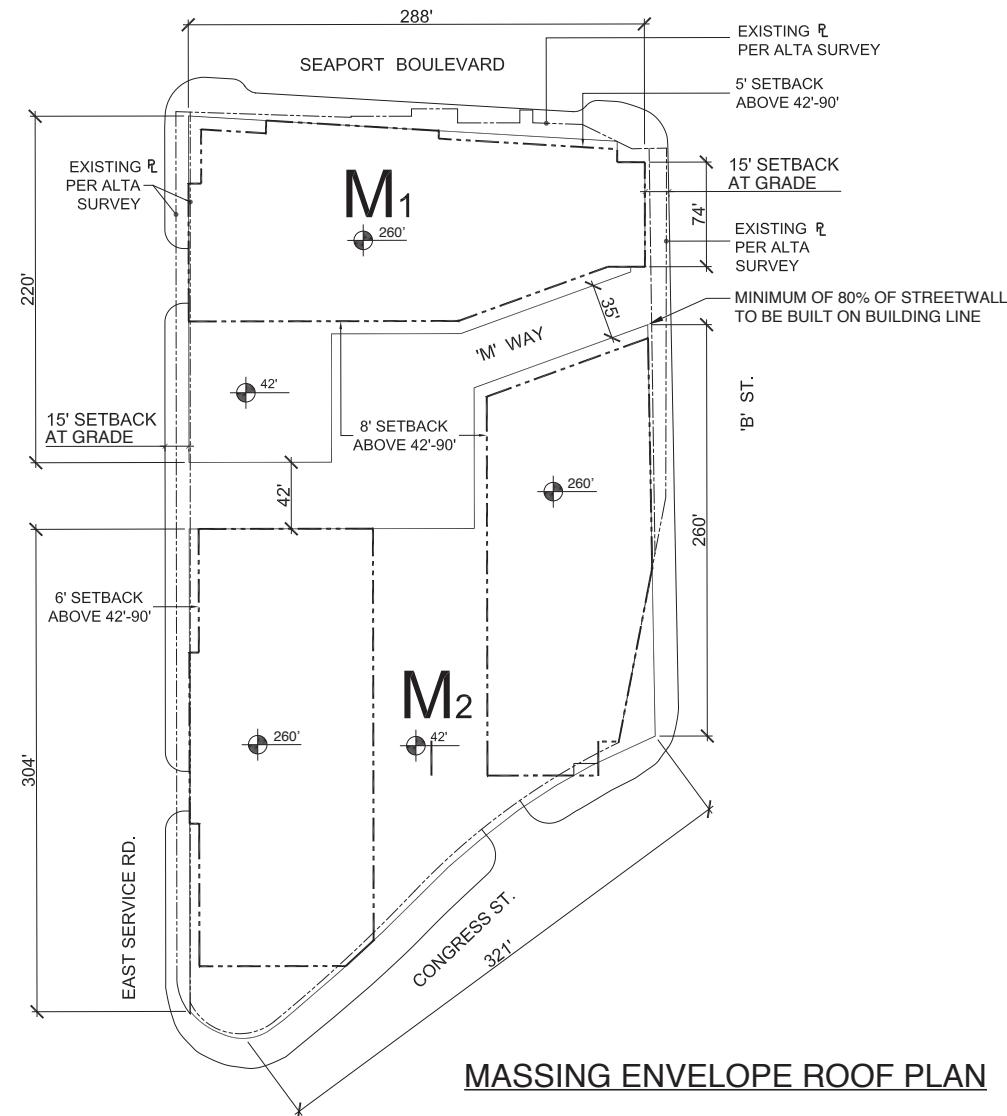 288'
SEAPORT BOULEVARD
EXISTING ℄
PER ALTA SURVEY
5' SETBACK
ABOVE 42'-90'
EXISTING ℄
PER ALTA
SURVEY
M1
260'
15' SETBACK
AT GRADE
74'
EXISTING ℄
PER ALTA
SURVEY
220'
35'
'M' WAY
MINIMUM OF 80% OF STREETWALL
TO BE BUILT ON BUILDING LINE
42'
'B' ST.
15' SETBACK
AT GRADE
8' SETBACK
ABOVE 42'-90'
42'
260'
260'
6' SETBACK
ABOVE 42'-90'
M2
260'
42'
304'
EAST SERVICE RD.
CONGRESS ST.
321'
MASSING ENVELOPE ROOF PLAN